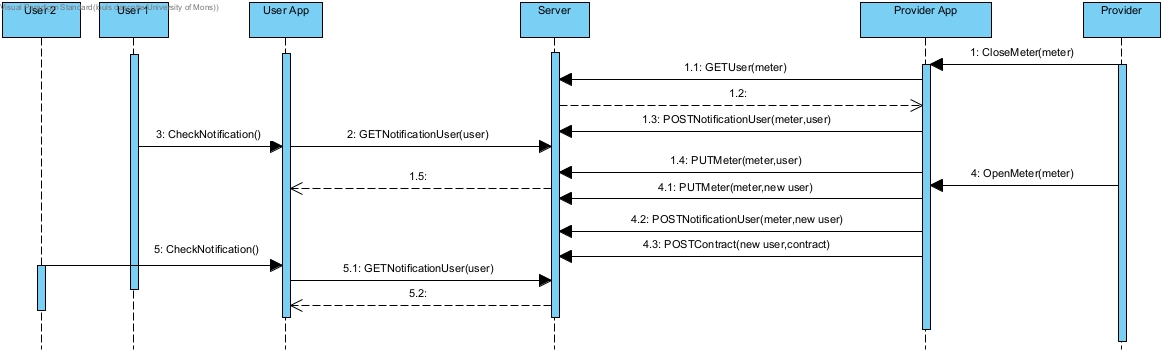 Visual Paradigm Standard(louis University of Mons))
User 2
User 1
User App
Server
Provider App
Provider
1: CloseMeter(meter)
1.1: GETUser(meter)
1.2:
1.3: POSTNotificationUser(meter,user)
3: CheckNotification()
2: GETNotificationUser(user)
1.4: PUTMeter(meter,user)
1.5:
4: OpenMeter(meter)
4.1: PUTMeter(meter,new user)
4.2: POSTNotificationUser(meter,new user)
4.3: POSTContract(new user,contract)
5: CheckNotification()
5.1: GETNotificationUser(user)
5.2: